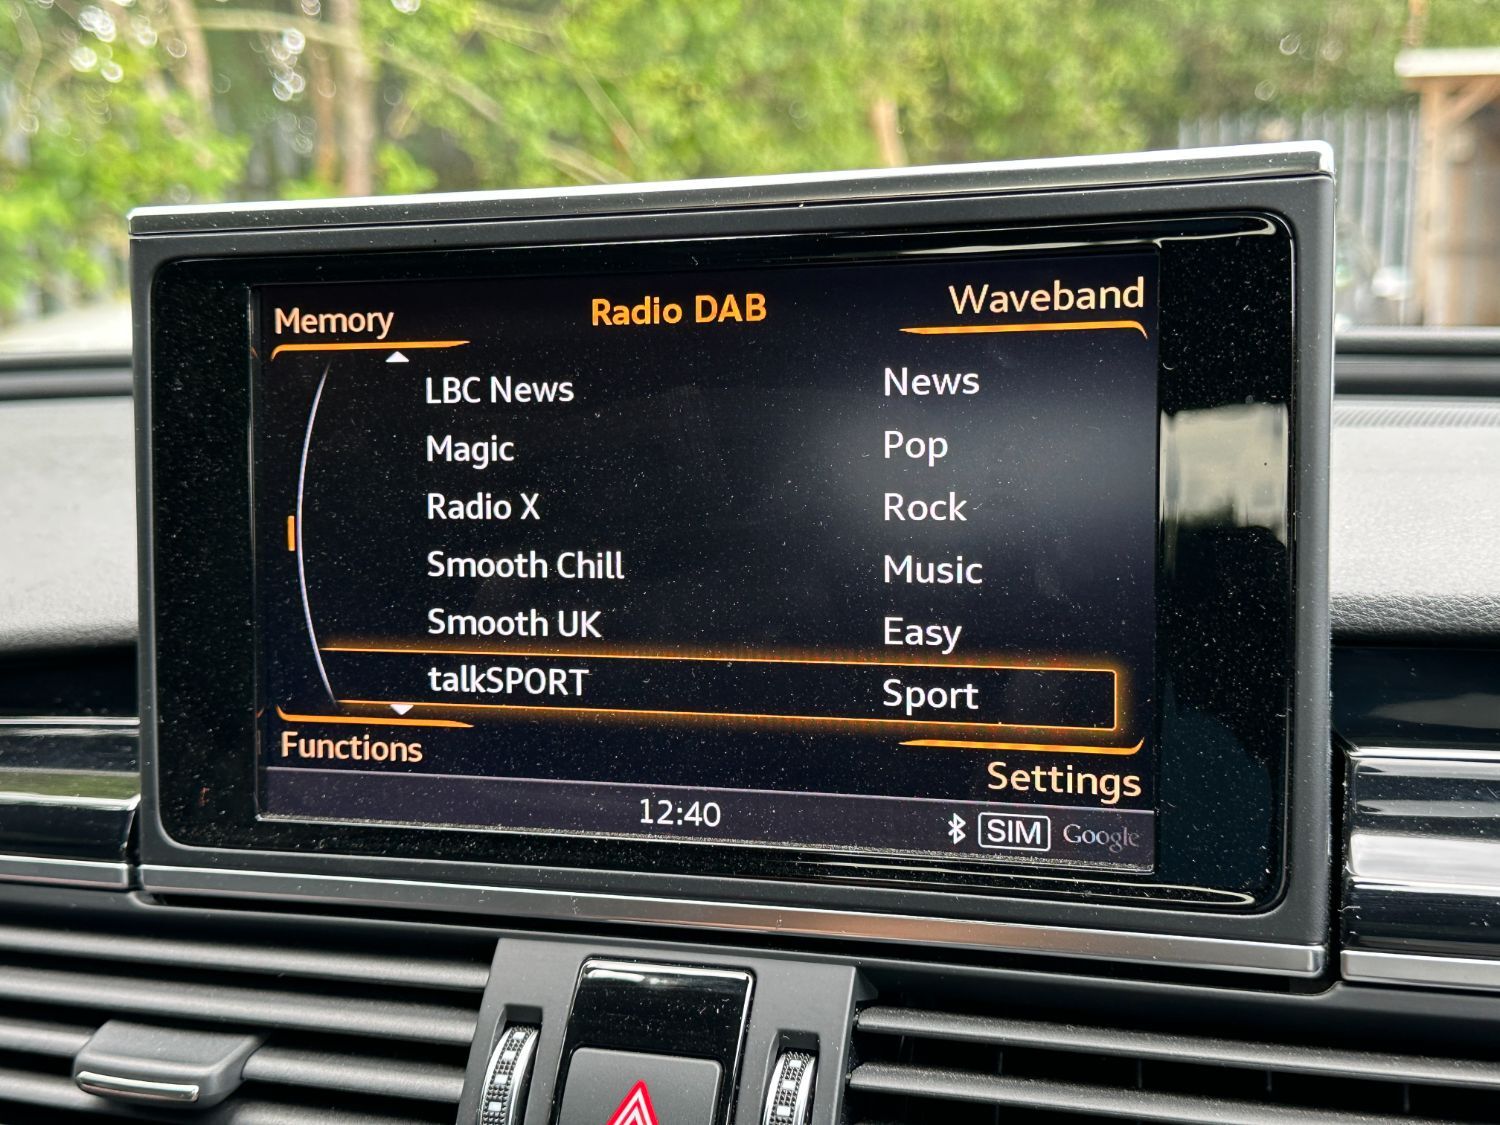 Memory Radio DAB Waveband
LBC News News
Magic Pop
Radio X Rock
Smooth Chill Music
Smooth UK Easy
talkSPORT Sport
Functions Settings
12:40 SIM Google